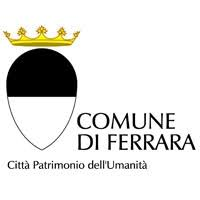 COMUNE
DI FERRARA
Città Patrimonio dell'Umanità